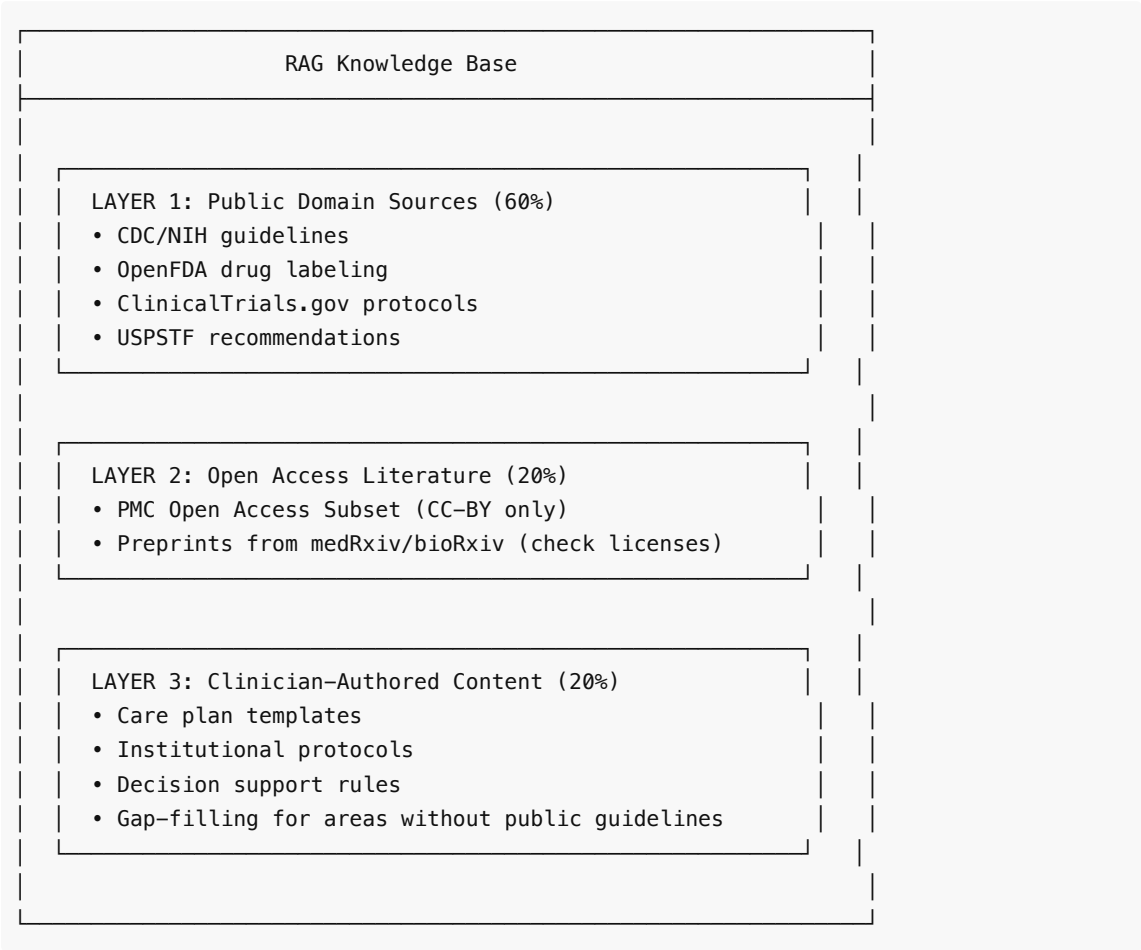 RAG Knowledge Base
LAYER 1: Public Domain Sources (60%)
• CDC/NIH guidelines
• OpenFDA drug labeling
• ClinicalTrials.gov protocols
• USPSTF recommendations
LAYER 2: Open Access Literature (20%)
• PMC Open Access Subset (CC-BY only)
• Preprints from medRxiv/bioRxiv (check licenses)
LAYER 3: Clinician-Authored Content (20%)
• Care plan templates
• Institutional protocols
• Decision support rules
• Gap-filling for areas without public guidelines